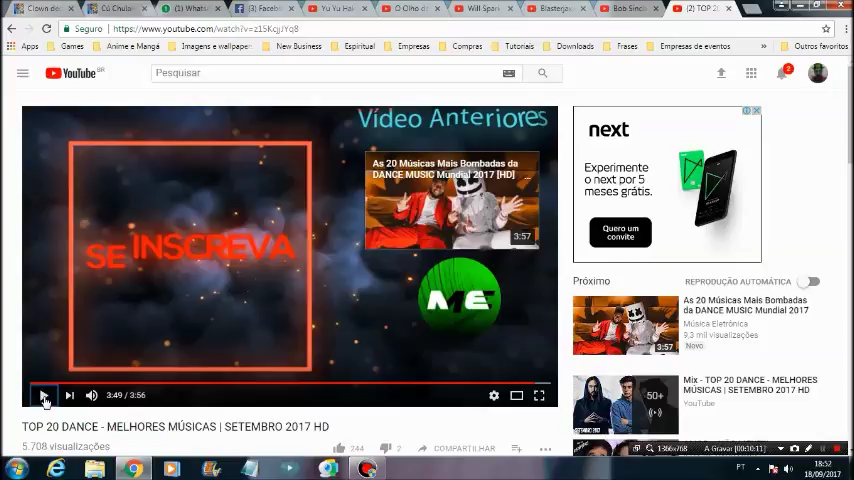 Clown de
Cú Chulai
(1) Whats
(3) Facebo
Yu Yu Ha
O Olho d
Will Spar
Blasterja
Bob Sincl
(2) TOP 2
Seguro
https://www.youtube.com/watch?v=z15KcjJrYq8
Apps
Games
Anime e Mangá
Imagens e wallpaper
New Business
Espiritual
Empresas
Compras
Tutoriais
Downloads
Frases
Empresas de eventos
»
Outros favoritos
YouTube BR
Pesquisar
2
Vídeo Anteriores
As 20 Músicas Mais Bombadas da
DANCE MUSIC Mundial 2017 [HD]
3:57
SE INSCREVA
ME
3:49 / 3:56
next
Experimente
o next por 5
meses grátis.
Quero um
convite
Próximo
REPRODUÇÃO AUTOMÁTICA
As 20 Músicas Mais Bombadas
da DANCE MUSIC Mundial 2017
Música Eletrônica
9,3 mil visualizações
Novo
3:57
Mix - TOP 20 DANCE - MELHORES
MÚSICAS | SETEMBRO 2017 HD
YouTube
50+
TOP 20 DANCE - MELHORES MÚSICAS | SETEMBRO 2017 HD
5.708 visualizações
244
2
COMPARTILHAR
1366x768
A Gravar [00:10:11]
PT
18:52
18/09/2017